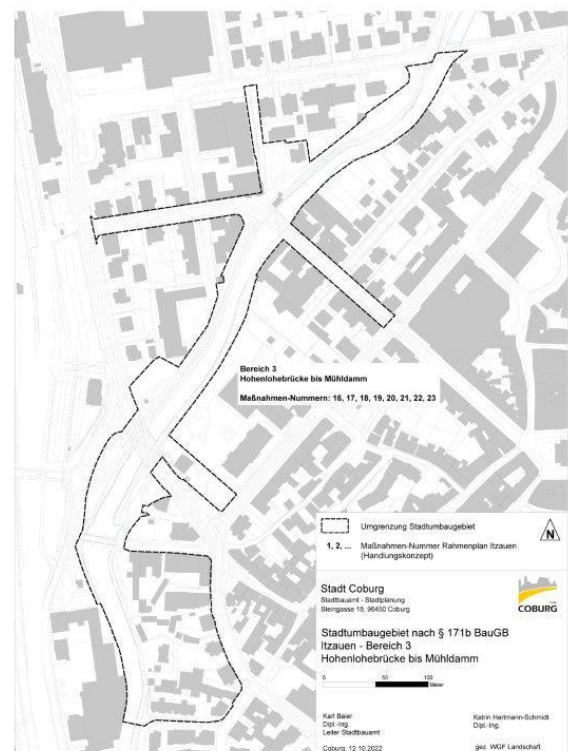 Bereich 3
Hohenlohebrücke bis Mühldamm
Maßnahmen-Nummern: 16, 17, 18, 19, 20, 21, 22, 23
Umgrenzung Stadtumbaugebiet
1, 2, ... Maßnahmen-Nummer Rahmenplan Itzauen
(Handlungskonzept)
N
Stadt Coburg
Stadtbauamt - Stadtplanung
Steingasse 18, 96450 Coburg
COBURG
Stadtumbaugebiet nach § 171b BauGB
Itzauen - Bereich 3
Hohenlohebrücke bis Mühldamm
0 50 100
Meter
Karl Baier
Dipl.-Ing.
Leiter Stadtbauamt
Katrin Hartmann-Schmidt
Dipl.-Ing.
Coburg, 12.10.2022
gez. WGF Landschaft